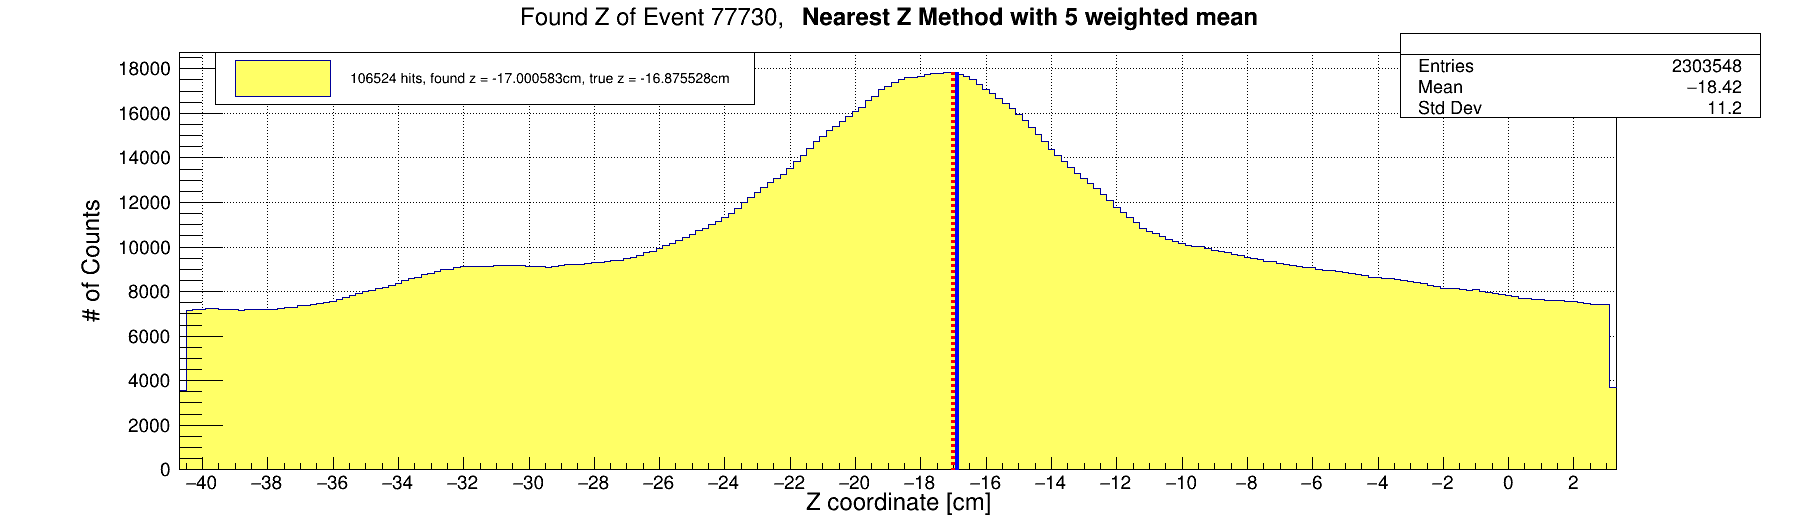 Found Z of Event 77730, Nearest Z Method with 5 weighted mean
106524 hits, found z = -17.000583cm, true z = -16.875528cm
Entries 2303548
Mean −18.42
Std Dev 11.2
18000
16000
14000
12000
10000
8000
6000
4000
2000
0
# of Counts
−40 −38 −36 −34 −32 −30 −28 −26 −24 −22 −20 −18 −16 −14 −12 −10 −8 −6 −4 −2 0 2
Z coordinate [cm]